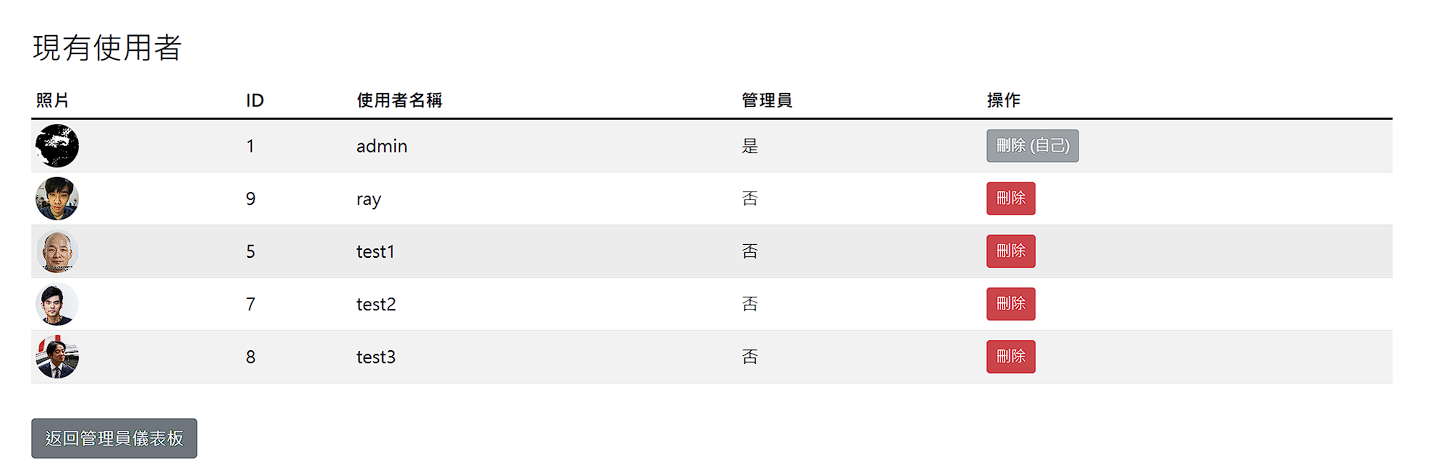 現有使用者
照片 ID 使用者名稱 管理員 操作
1 admin 是 刪除 (自己)
9 ray 否 刪除
5 test1 否 刪除
7 test2 否 刪除
8 test3 否 刪除
返回管理員儀表板